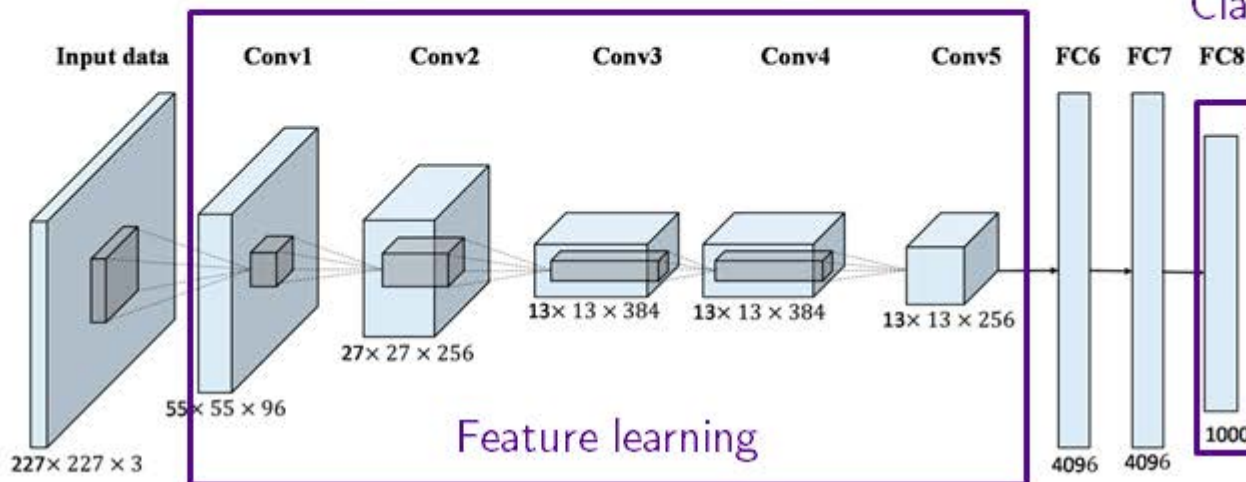 Cla
Input data Conv1 Conv2 Conv3 Conv4 Conv5 FC6 FC7 FC8
13× 13 × 384 13× 13 × 384 13× 13 × 256
27× 27 × 256
55× 55 × 96
Feature learning
1000
227× 227 × 3
4096 4096